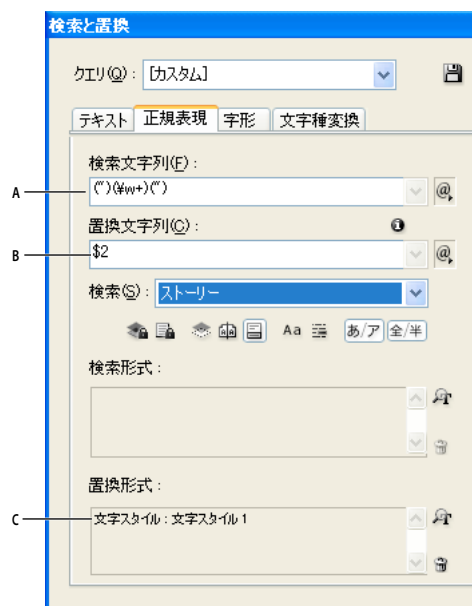 検索と置換
クエリ(Q): [カスタム]
テキスト 正規表現 字形 文字種変換
検索文字列(F):
A (")(¥w+)(") @
置換文字列(C):
B $2 @
検索(S): ストーリー
Aa あ/ア 全/半
検索形式:
置換形式:
C 文字スタイル:文字スタイル1